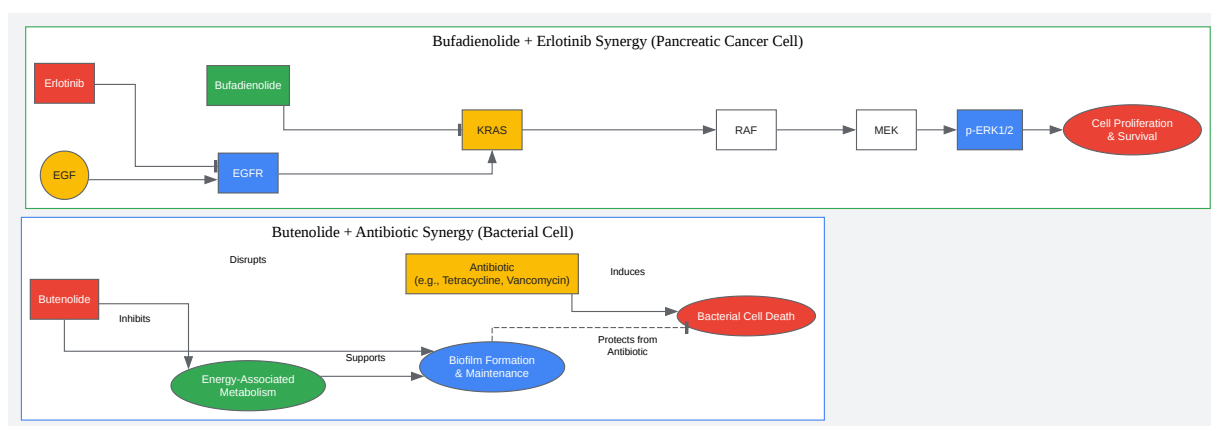 Bufadienolide + Erlotinib Synergy (Pancreatic Cancer Cell)
Erlotinib
Bufadienolide
EGF
EGFR
KRAS
RAF
MEK
p-ERK1/2
Cell Proliferation
& Survival
Butenolide + Antibiotic Synergy (Bacterial Cell)
Disrupts
Antibiotic
(e.g., Tetracycline, Vancomycin)
Induces
Butenolide
Inhibits
Bacterial Cell Death
Protects from
Antibiotic
Supports
Biofilm Formation
& Maintenance
Energy-Associated
Metabolism